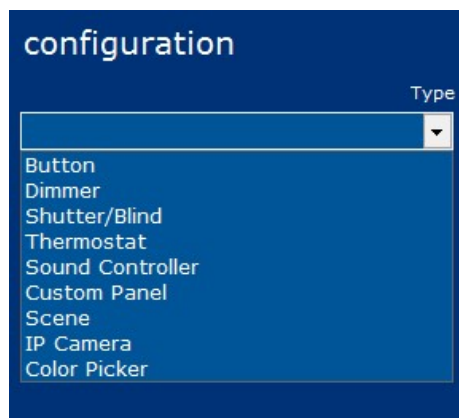 configuration
Type
Button
Dimmer
Shutter/Blind
Thermostat
Sound Controller
Custom Panel
Scene
IP Camera
Color Picker